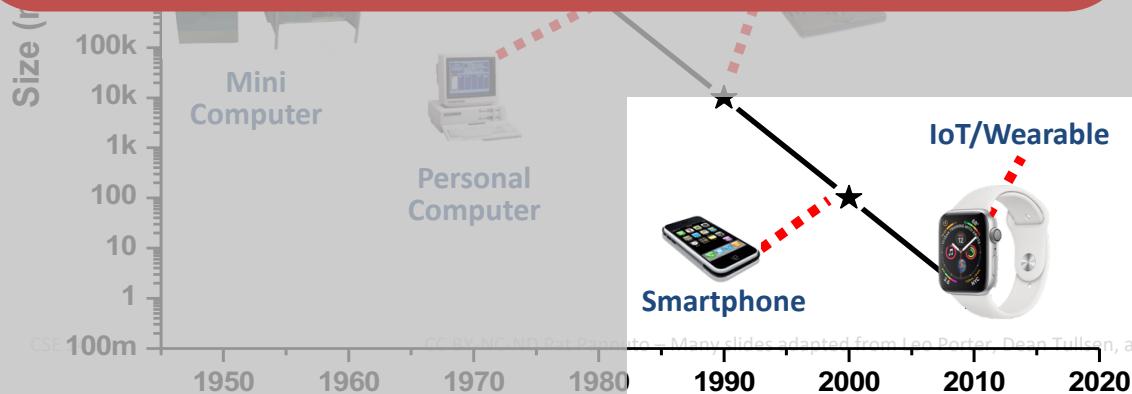 Size (
100k
10k
1k
100
10
1
100m
Mini
Computer
Personal
Computer
IoT/Wearable
Smartphone
CSE
CC BY-NC-ND Pat Pannuto – Many slides adapted from Leo Porter, Dean Tullsen, a
1950 1960 1970 1980 1990 2000 2010 2020